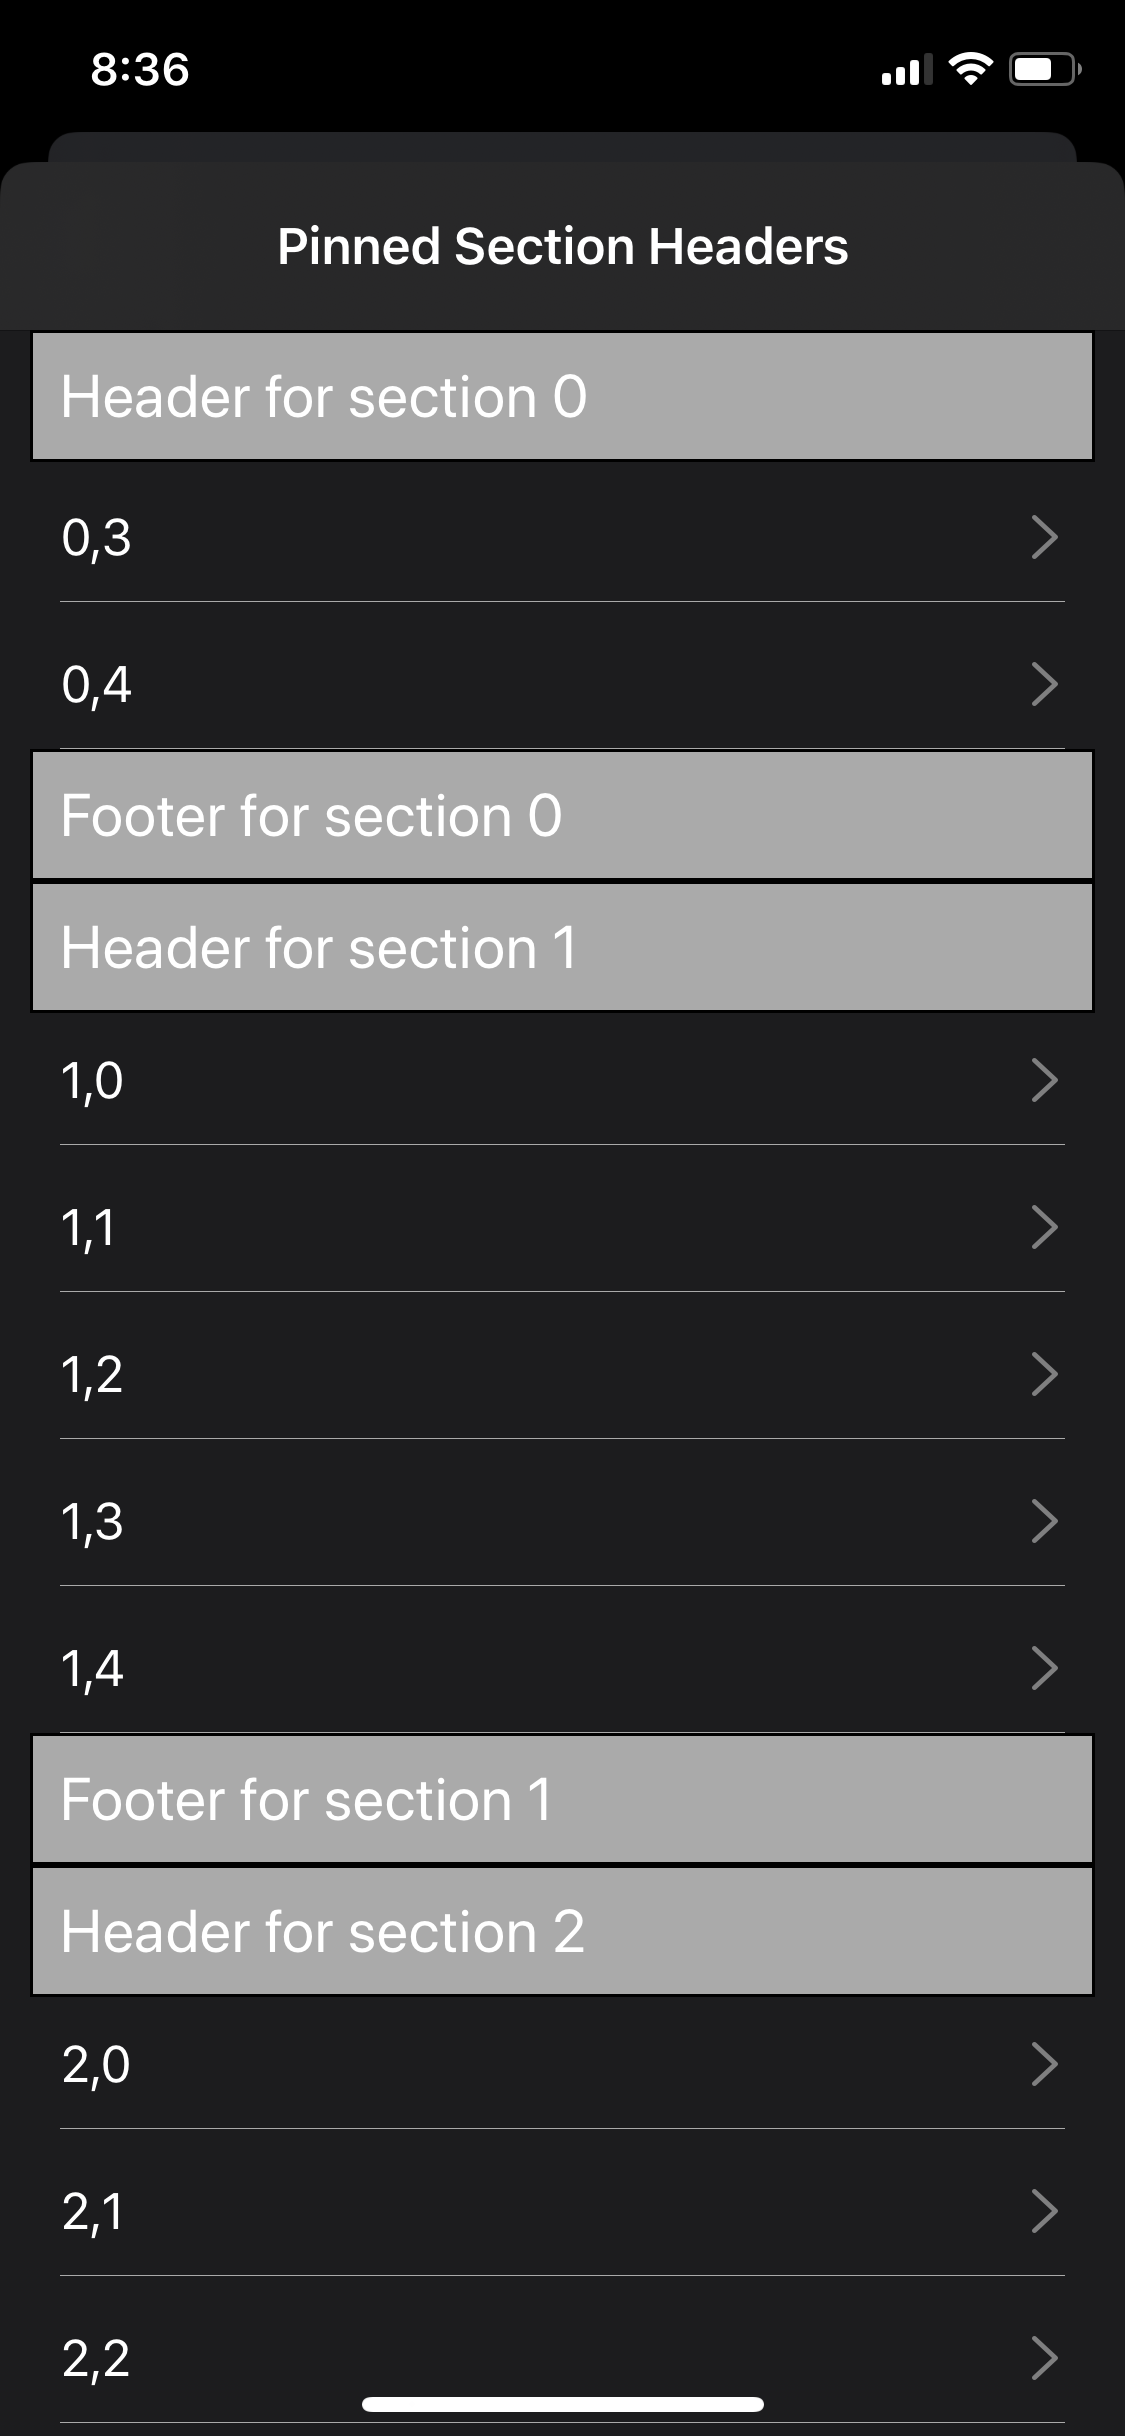 8:36
Pinned Section Headers
Header for section 0
0,3
0,4
Footer for section 0
Header for section 1
1,0
1,1
1,2
1,3
1,4
Footer for section 1
Header for section 2
2,0
2,1
2,2